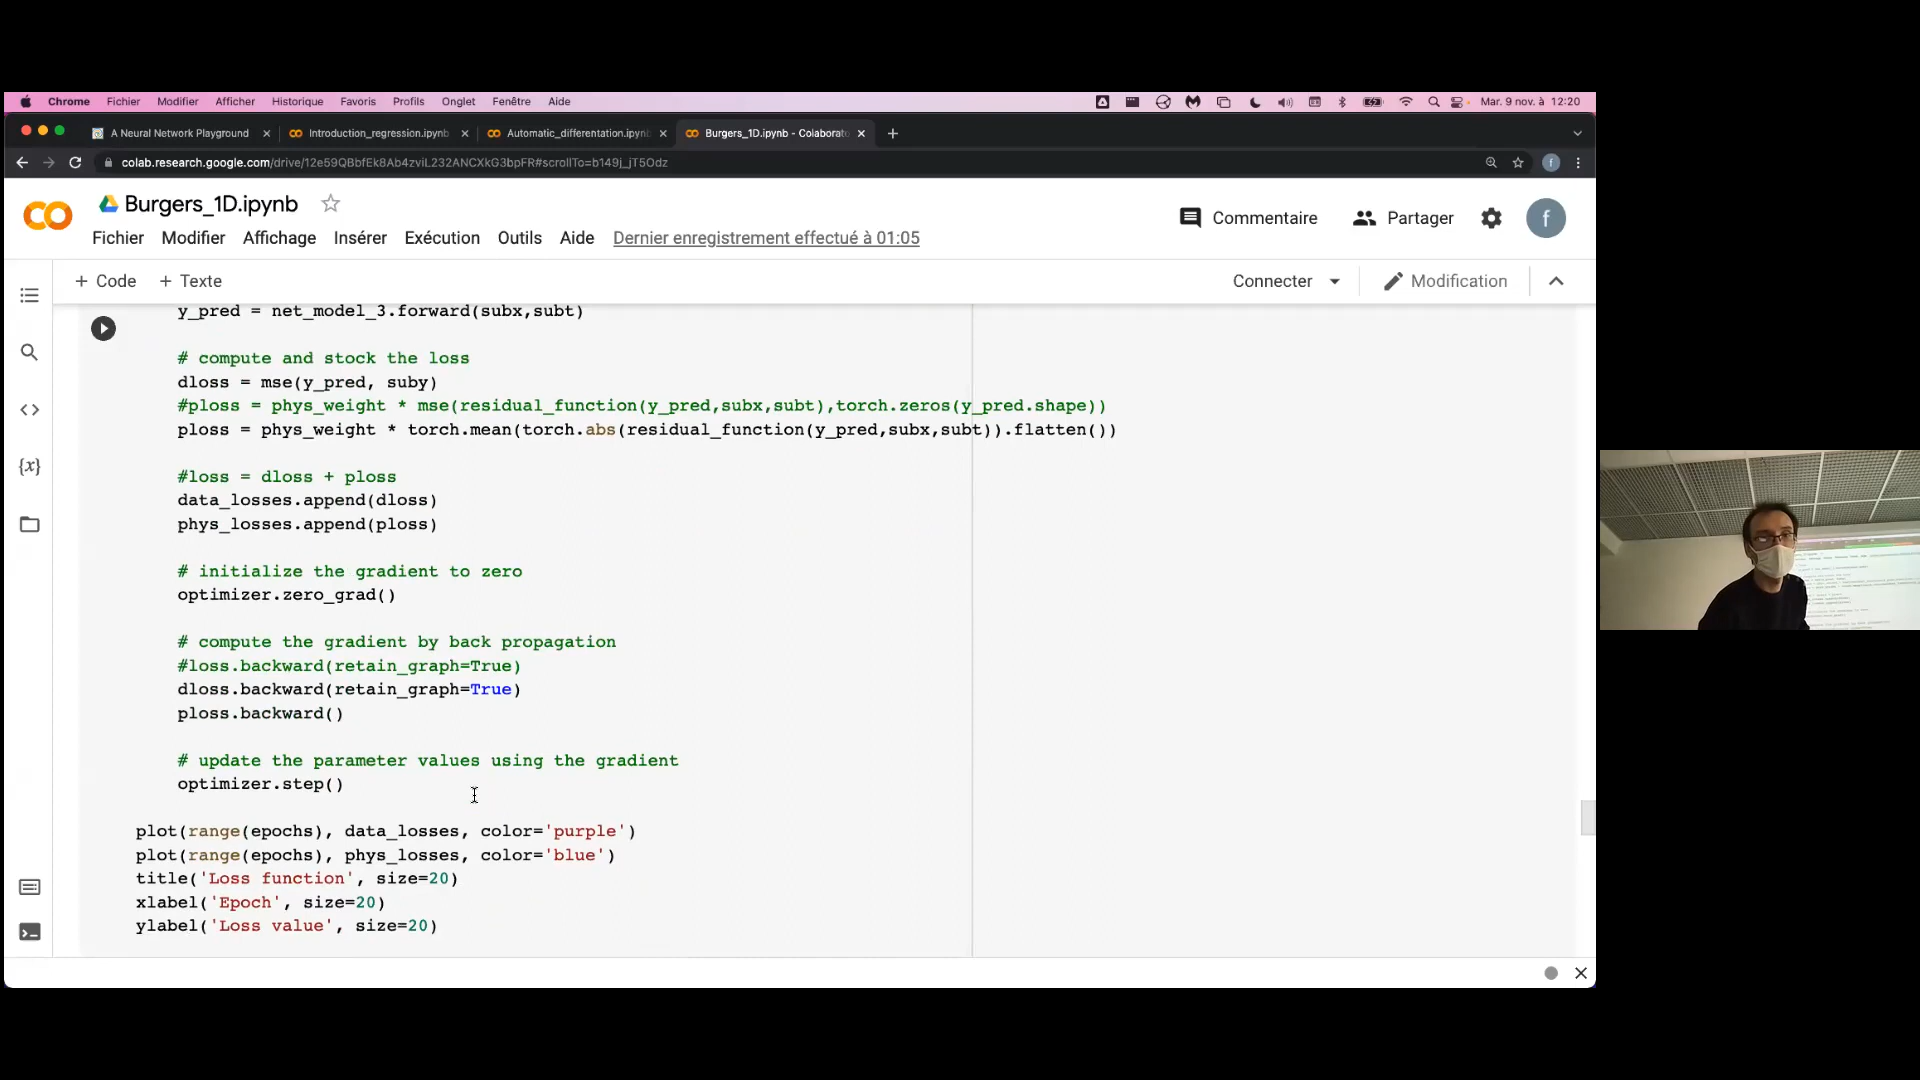 Chrome Fichier Modifier Afficher Historique Favoris Profils Onglet Fenêtre Aide Mar. 9 nov. à 12:20
A Neural Network Playground Introduction_regression.ipynb Automatic_differentation.ipynb Burgers_1D.ipynb - Colaborato
colab.research.google.com/drive/12e59QBbfEk8Ab4zviL232ANCXkG3bpFR#scrollTo=b149j_jT5Odz
Burgers_1D.ipynb
Commentaire Partager f
Fichier Modifier Affichage Insérer Exécution Outils Aide Dernier enregistrement effectué à 01:05
+ Code + Texte Connecter Modification
y_pred = net_model_3.forward(subx,subt)
# compute and stock the loss
dloss = mse(y_pred, suby)
#ploss = phys_weight * mse(residual_function(y_pred,subx,subt),torch.zeros(y_pred.shape))
ploss = phys_weight * torch.mean(torch.abs(residual_function(y_pred,subx,subt)).flatten())
#loss = dloss + ploss
data_losses.append(dloss)
phys_losses.append(ploss)
# initialize the gradient to zero
optimizer.zero_grad()
# compute the gradient by back propagation
#loss.backward(retain_graph=True)
dloss.backward(retain_graph=True)
ploss.backward()
# update the parameter values using the gradient
optimizer.step()
plot(range(epochs), data_losses, color='purple')
plot(range(epochs), phys_losses, color='blue')
title('Loss function', size=20)
xlabel('Epoch', size=20)
ylabel('Loss value', size=20)